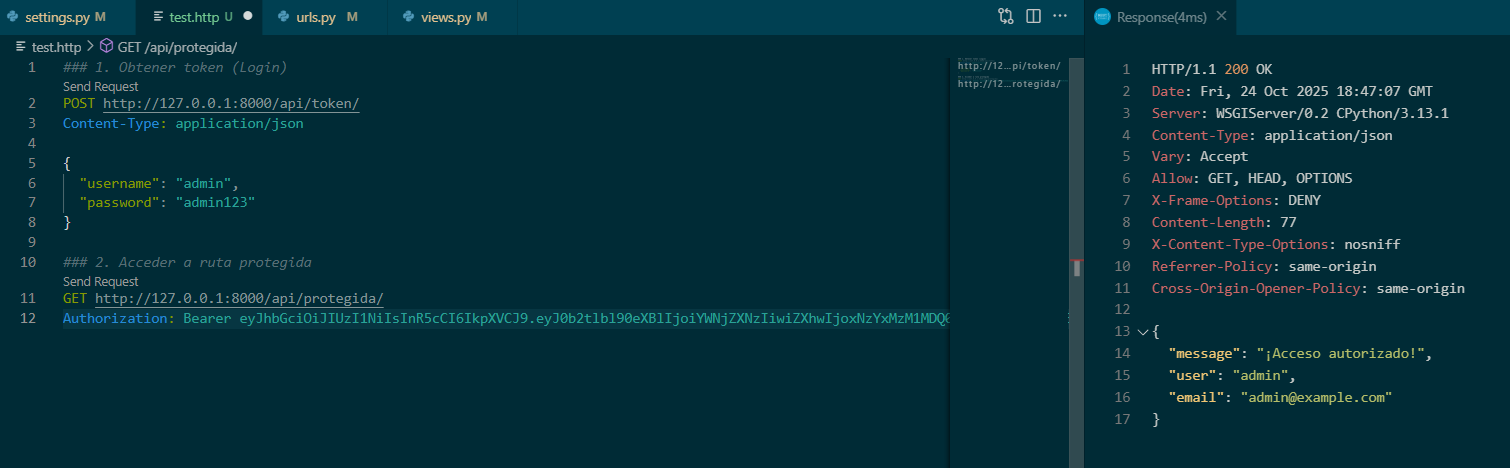 settings.py M
test.http U
urls.py M
views.py M
Response(4ms)
test.http > GET /api/protegida/
1 ### 1. Obtener token (Login)
Send Request
2 POST http://127.0.0.1:8000/api/token/
3 Content-Type: application/json
4
5 {
6 "username": "admin",
7 "password": "admin123"
8 }
9
10 ### 2. Acceder a ruta protegida
Send Request
11 GET http://127.0.0.1:8000/api/protegida/
12 Authorization: Bearer
http://12...pi/token/
http://12...rotegida/
1 HTTP/1.1 200 OK
2 Date: Fri, 24 Oct 2025 18:47:07 GMT
3 Server: WSGIServer/0.2 CPython/3.13.1
4 Content-Type: application/json
5 Vary: Accept
6 Allow: GET, HEAD, OPTIONS
7 X-Frame-Options: DENY
8 Content-Length: 77
9 X-Content-Type-Options: nosniff
10 Referrer-Policy: same-origin
11 Cross-Origin-Opener-Policy: same-origin
12
13 {
14 "message": "¡Acceso autorizado!",
15 "user": "admin",
16 "email": "admin@example.com"
17 }